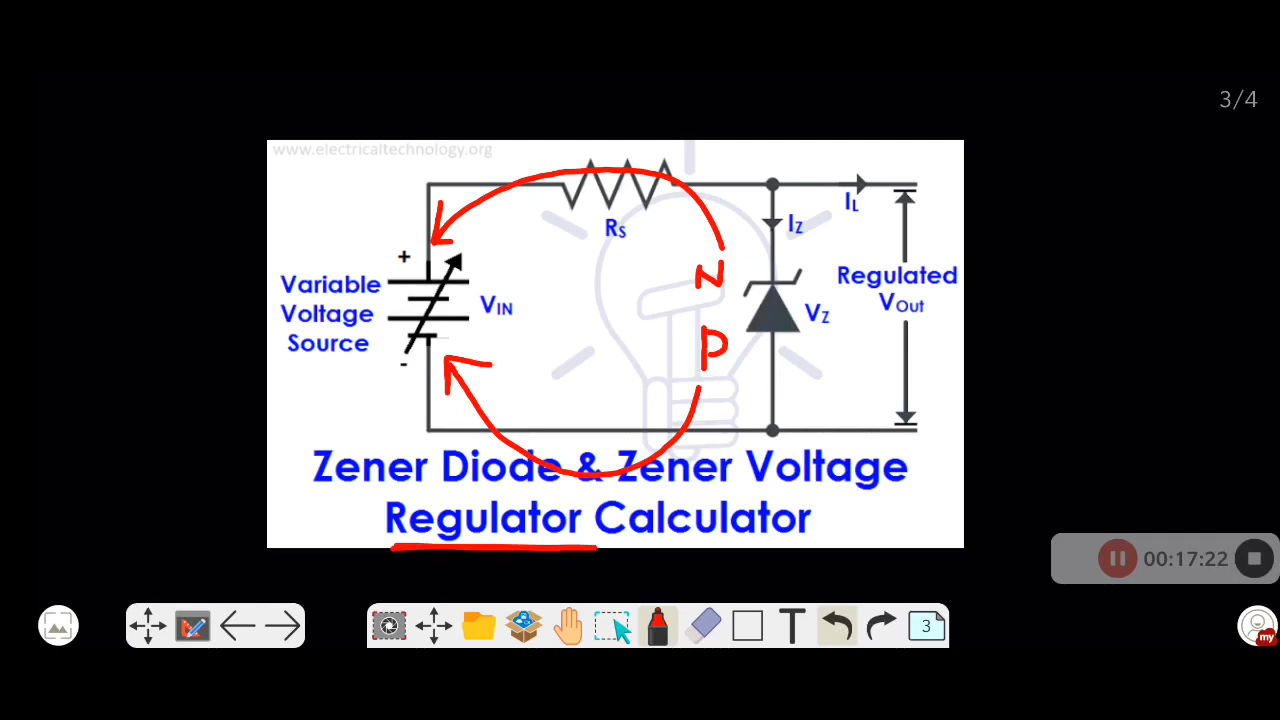 3/4
www.electricaltechnology.org
RS
IZ
IL
+
Variable
Voltage
Source
-
VIN
N
P
VZ
Regulated
VOut
Zener Diode & Zener Voltage
Regulator Calculator
00:17:22
T
3
my